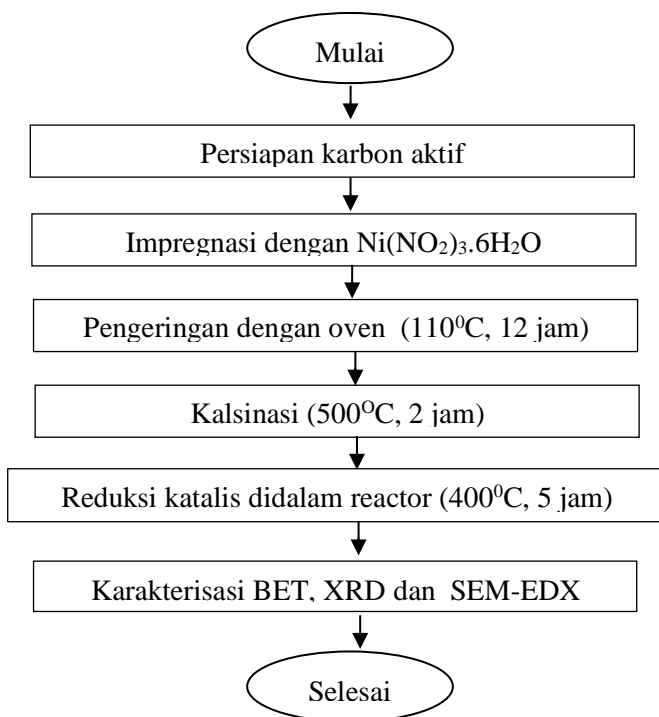 Mulai
Persiapan karbon aktif
Impregnasi dengan Ni(NO₂)₃.6H₂O
Pengeringan dengan oven (110⁰C, 12 jam)
Kalsinasi (500ᴼC, 2 jam)
Reduksi katalis didalam reactor (400⁰C, 5 jam)
Karakterisasi BET, XRD dan SEM-EDX
Selesai